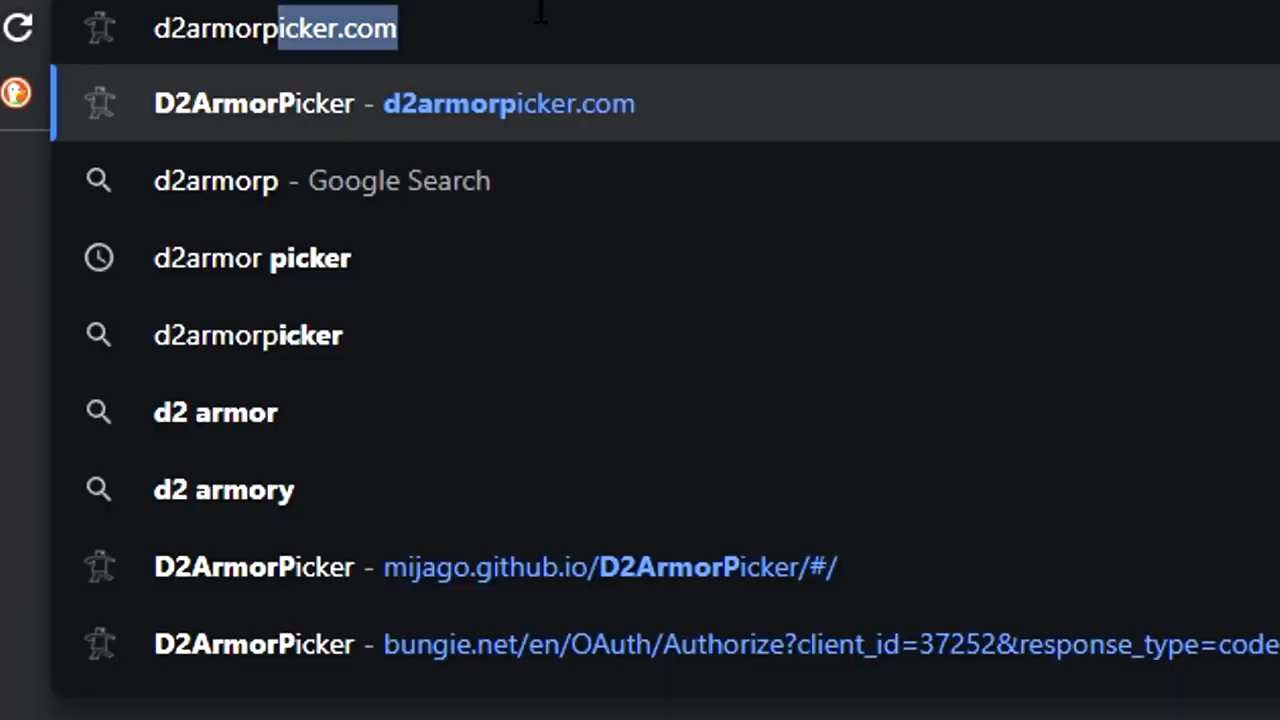 d2armorpicker.com
D2ArmorPicker - d2armorpicker.com
d2armorp - Google Search
d2armor picker
d2armorpicker
d2 armor
d2 armory
D2ArmorPicker - mijago.github.io/D2ArmorPicker/#/
D2ArmorPicker - bungie.net/en/OAuth/Authorize?client_id=37252&response_type=code